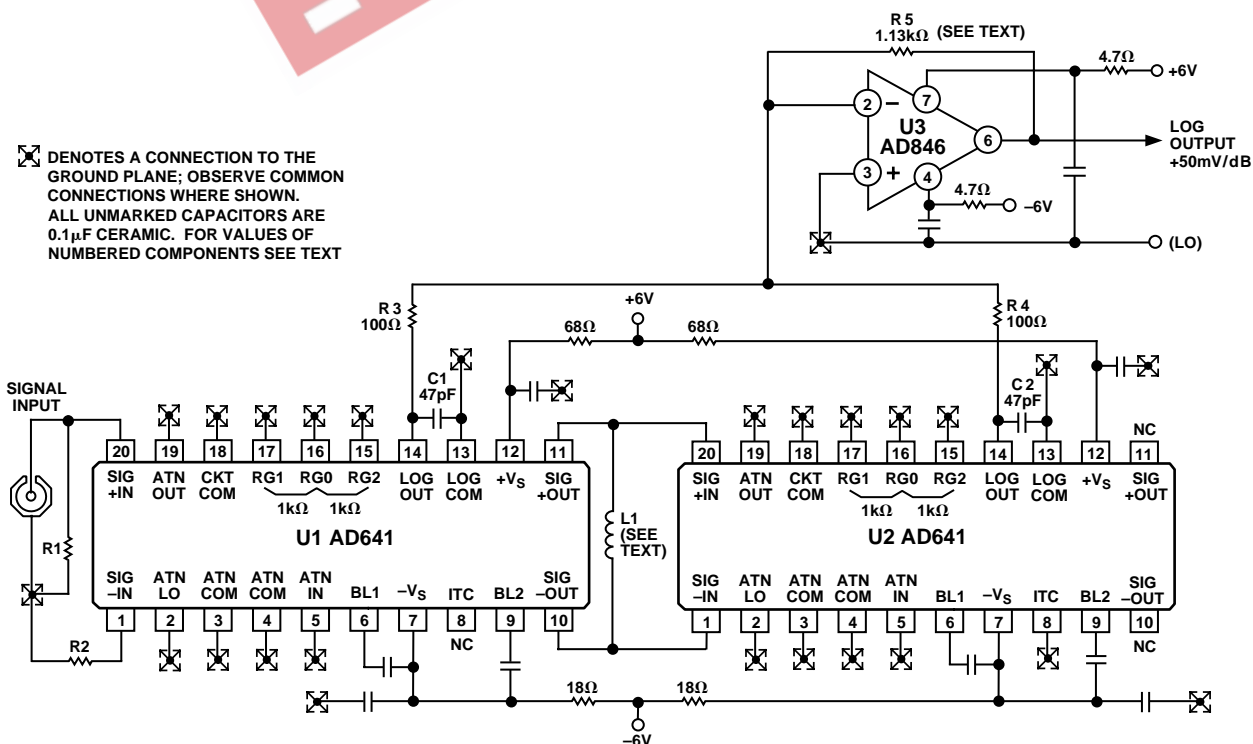 R5
1.13kΩ (SEE TEXT)
4.7Ω
+6V
2
–
7
U3
AD846
6
LOG
OUTPUT
+50mV/dB
3
+
4
4.7Ω
–6V
(LO)
DENOTES A CONNECTION TO THE
GROUND PLANE; OBSERVE COMMON
CONNECTIONS WHERE SHOWN.
ALL UNMARKED CAPACITORS ARE
0.1µF CERAMIC. FOR VALUES OF
NUMBERED COMPONENTS SEE TEXT
R3
100Ω
+6V
68Ω
68Ω
R4
100Ω
C1
47pF
C2
47pF
SIGNAL
INPUT
NC
20 19 18 17 16 15 14 13 12 11
20 19 18 17 16 15 14 13 12 11
SIG +IN
ATN OUT
CKT COM
RG1 RG0 RG2
LOG OUT
LOG COM
+VS
SIG +OUT
SIG +IN
ATN OUT
CKT COM
RG1 RG0 RG2
LOG OUT
LOG COM
+VS
SIG +OUT
1kΩ 1kΩ
1kΩ 1kΩ
R1
U1 AD641
L1
(SEE
TEXT)
U2 AD641
SIG –IN
ATN LO
ATN COM
ATN COM
ATN IN
BL1
–VS
ITC
BL2
SIG –OUT
SIG –IN
ATN LO
ATN COM
ATN COM
ATN IN
BL1
–VS
ITC
BL2
SIG –OUT
1 2 3 4 5 6 7 8 9 10
1 2 3 4 5 6 7 8 9 10
NC
NC
R2
18Ω
18Ω
–6V